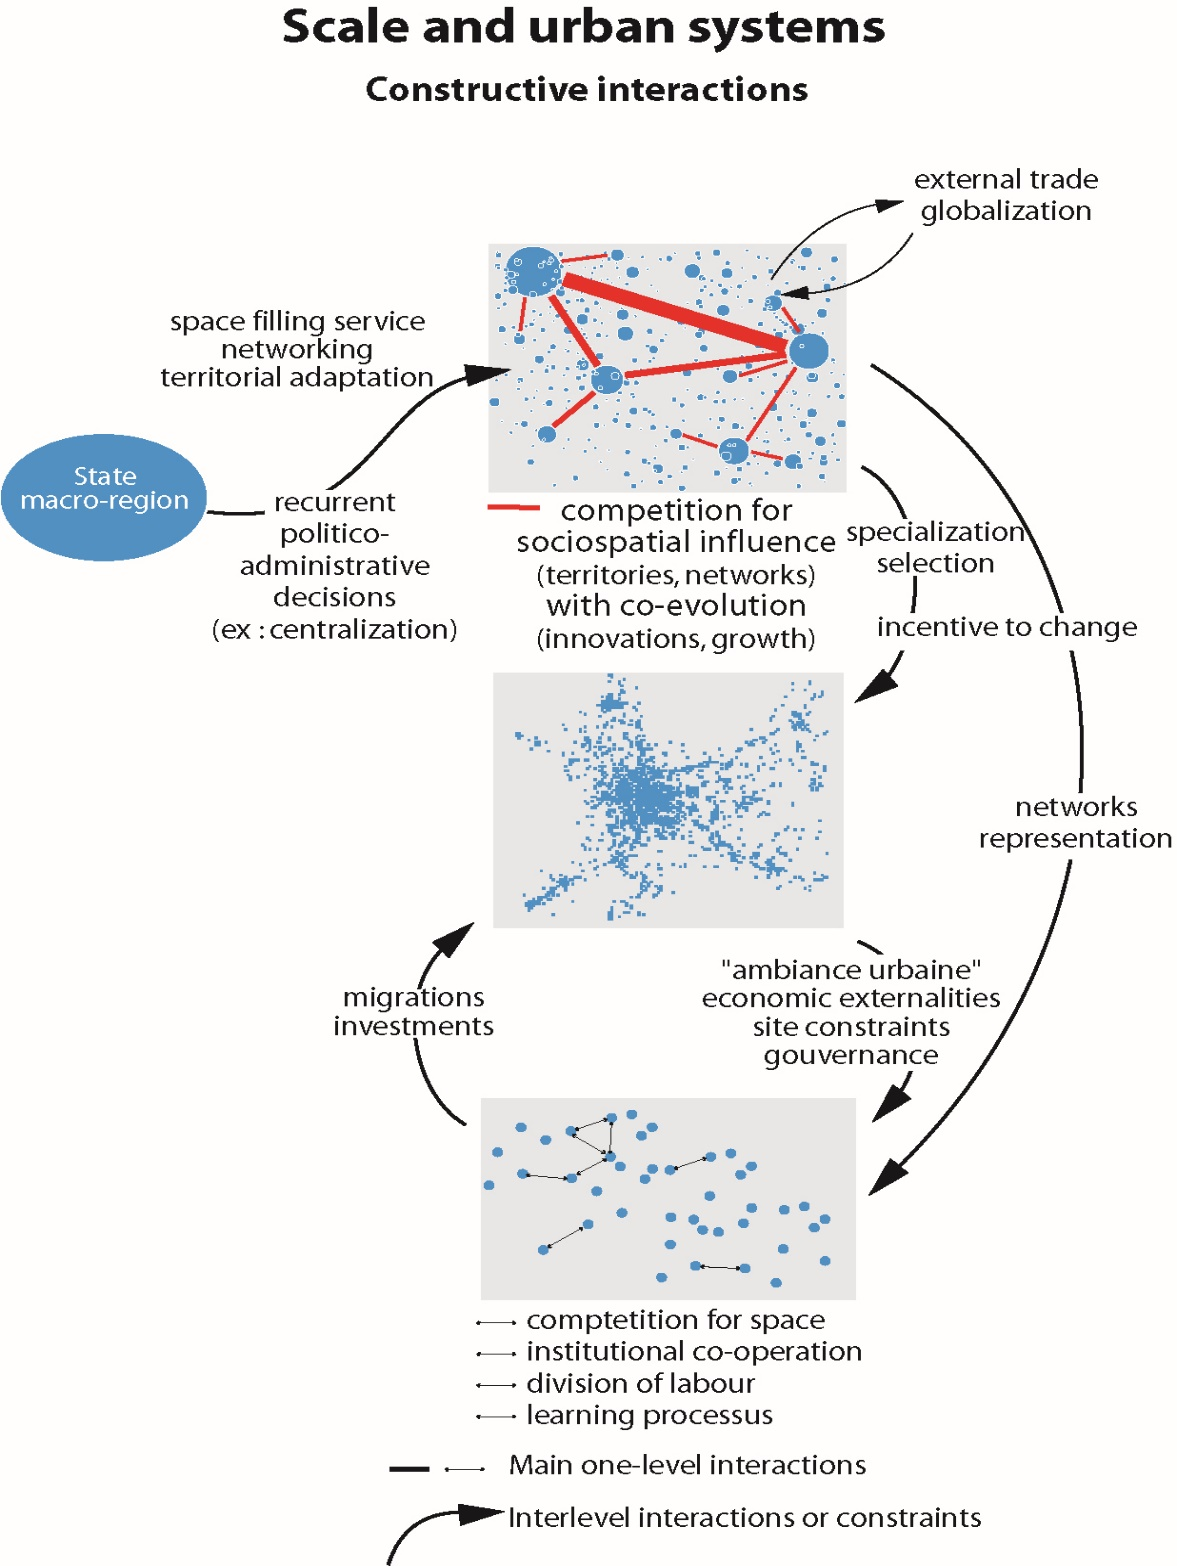 Scale and urban systems
Constructive interactions
external trade
globalization
space filling service
networking
territorial adaptation
State
macro-region
recurrent
politico-
administrative
decisions
(ex : centralization)
competition for
sociospatial influence
(territories, networks)
with co-evolution
(innovations, growth)
specialization
selection
incentive to change
networks
representation
migrations
investments
"ambiance urbaine"
economic externalities
site constraints
gouvernance
comptetition for space
institutional co-operation
division of labour
learning processus
Main one-level interactions
Interlevel interactions or constraints